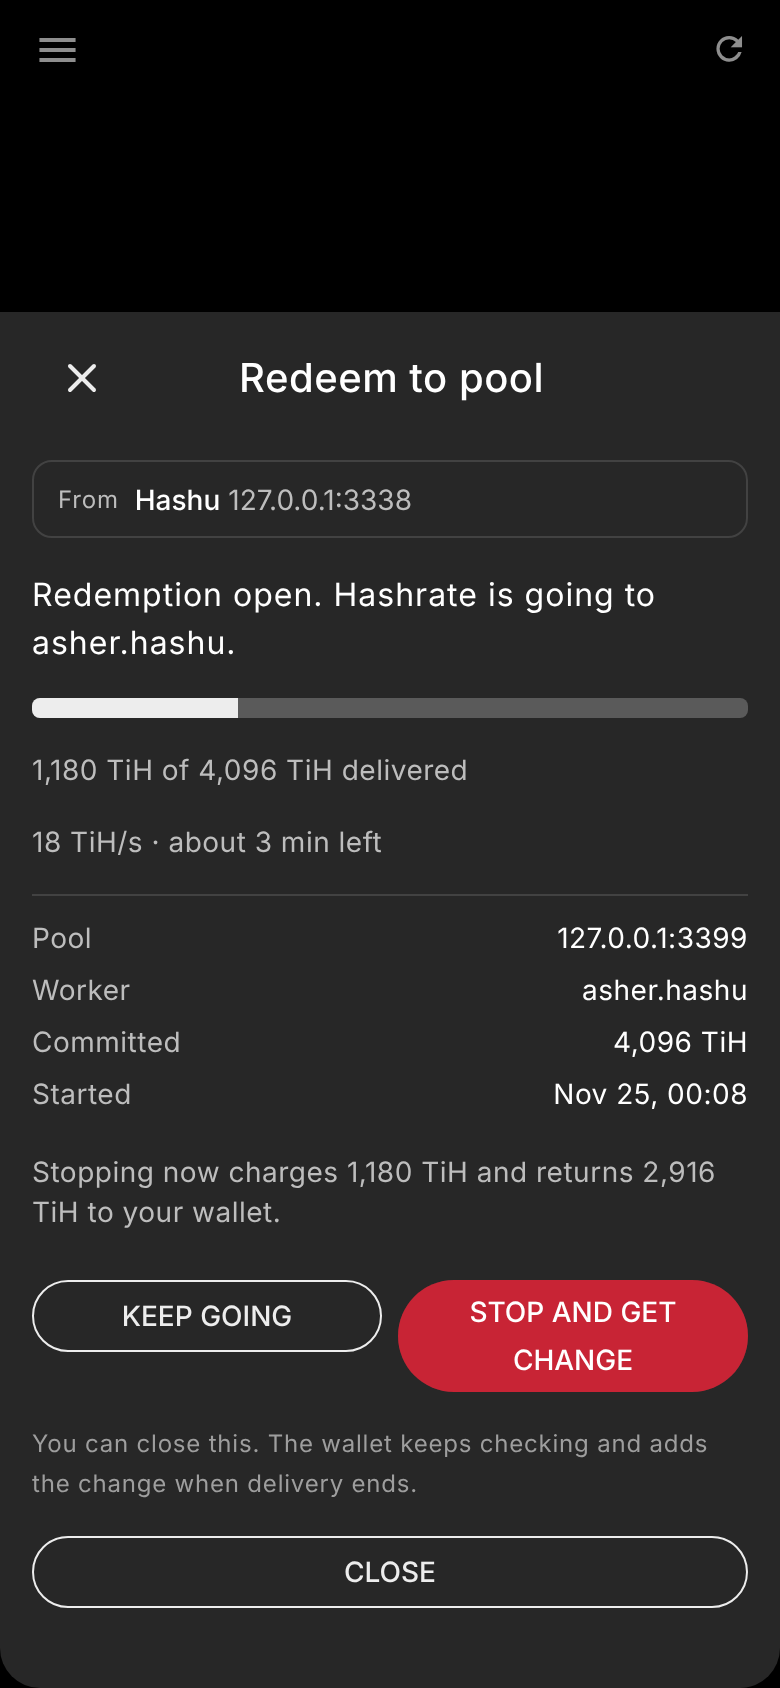 Redeem to pool
From Hashu 127.0.0.1:3338
Redemption open. Hashrate is going to
asher.hashu.
1,180 TiH of 4,096 TiH delivered
18 TiH/s · about 3 min left
Pool 127.0.0.1:3399
Worker asher.hashu
Committed 4,096 TiH
Started Nov 25, 00:08
Stopping now charges 1,180 TiH and returns 2,916
TiH to your wallet.
KEEP GOING
STOP AND GET
CHANGE
You can close this. The wallet keeps checking and adds
the change when delivery ends.
CLOSE